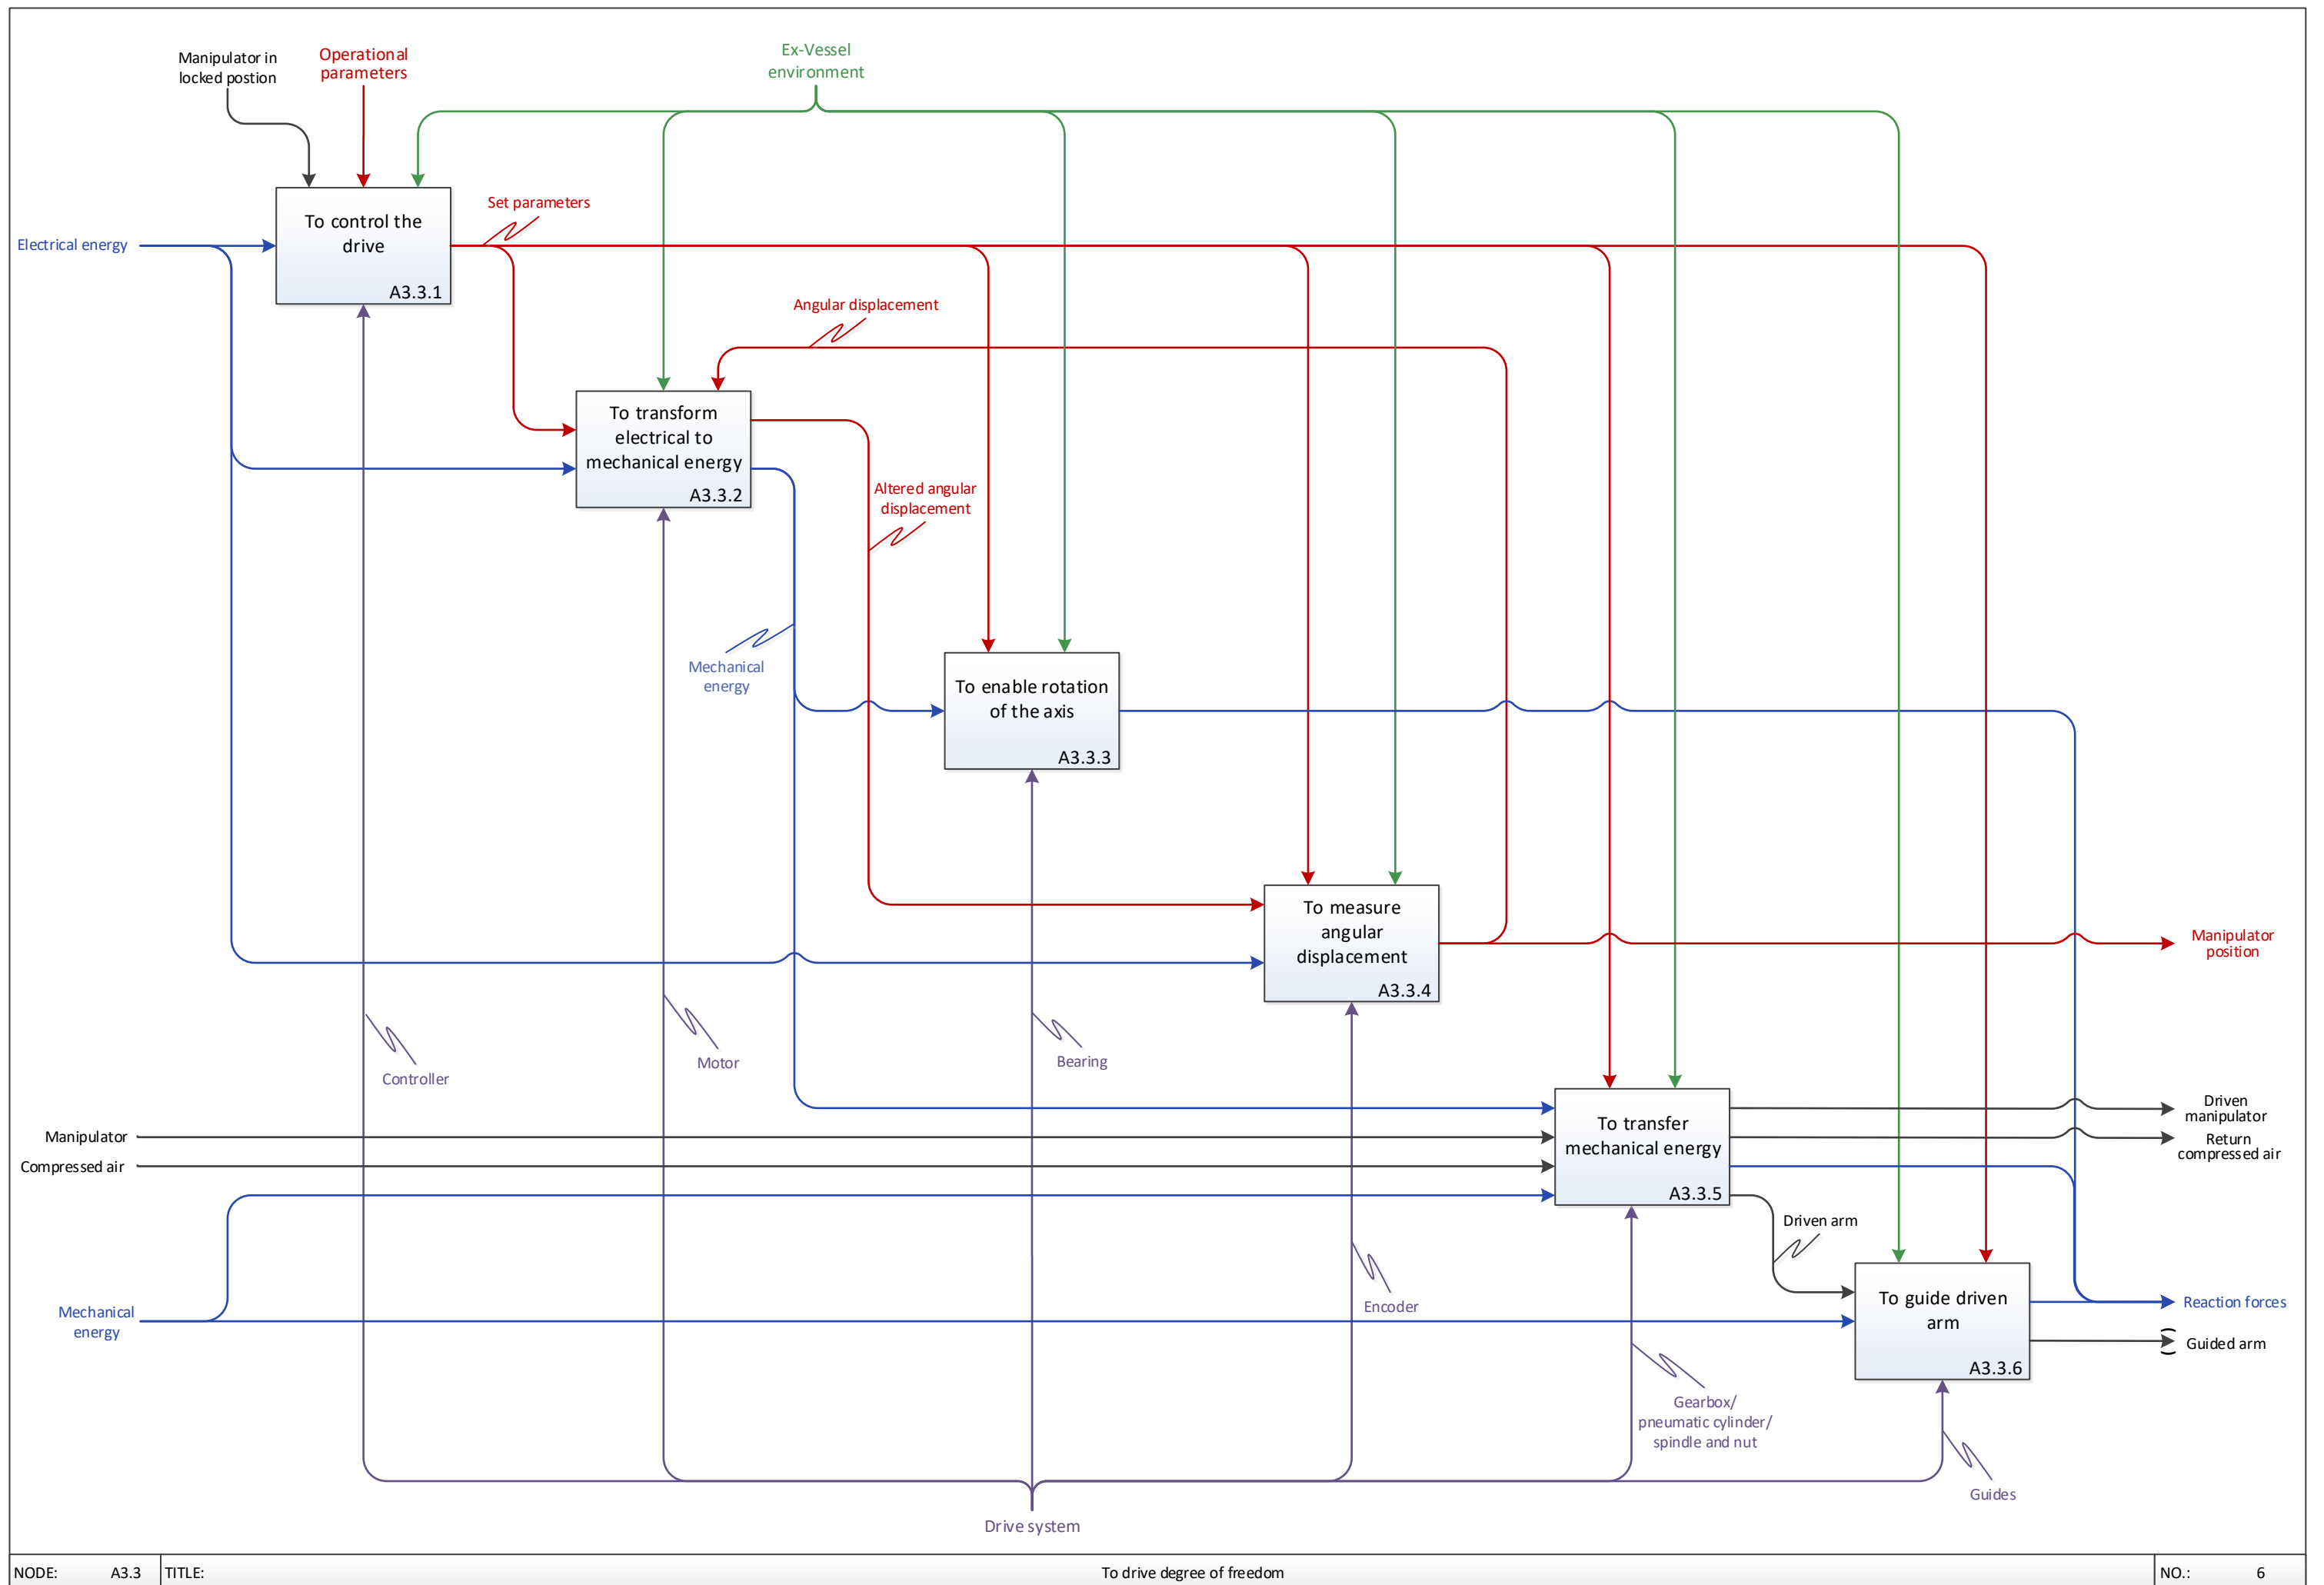 Manipulator in
locked postion
Operational
parameters
Ex-Vessel
environment
Set parameters
To control the
drive
A3.3.1
Electrical energy
Angular displacement
To transform
electrical to
mechanical energy
A3.3.2
Altered angular
displacement
Mechanical
energy
To enable rotation
of the axis
A3.3.3
To measure
angular
displacement
A3.3.4
Manipulator
position
Controller
Motor
Bearing
Driven
manipulator
Return
compressed air
Manipulator
Compressed air
To transfer
mechanical energy
A3.3.5
Driven arm
Mechanical
energy
Encoder
To guide driven
arm
A3.3.6
Reaction forces
Guided arm
Gearbox/
pneumatic cylinder/
spindle and nut
Guides
Drive system
NODE: A3.3 TITLE: To drive degree of freedom NO.: 6